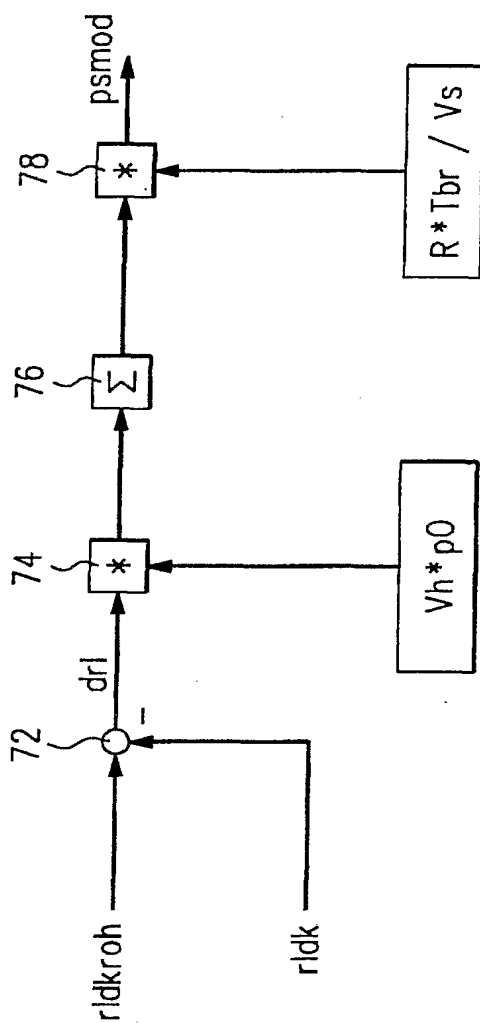 rldkroh
rldk
72
−
drl
74
*
Vh*p0
76
Σ
78
*
R*Tbr / Vs
psmod